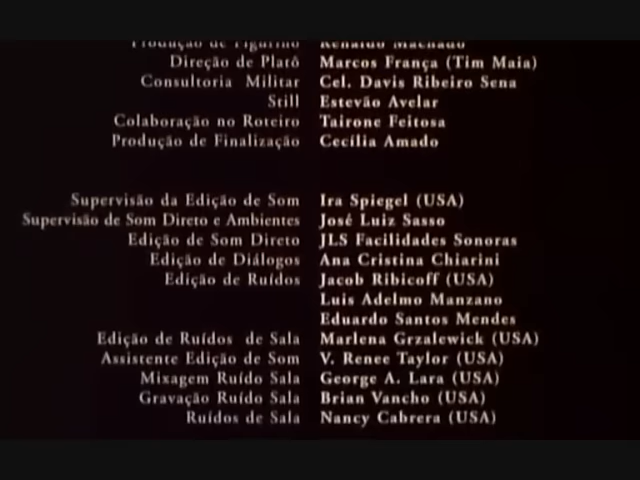 Produção de Figurino Renaldo Machado
Direção de Platô Marcos França (Tim Maia)
Consultoria Militar Cel. Davis Ribeiro Sena
Still Estevão Avelar
Colaboração no Roteiro Tairone Feitosa
Produção de Finalização Cecília Amado
Supervisão da Edição de Som Ira Spiegel (USA)
Supervisão de Som Direto e Ambientes José Luiz Sasso
Edição de Som Direto JLS Facilidades Sonoras
Edição de Diálogos Ana Cristina Chiarini
Edição de Ruídos Jacob Ribicoff (USA)
Luis Adelmo Manzano
Eduardo Santos Mendes
Edição de Ruídos de Sala Marlena Grzalewick (USA)
Assistente Edição de Som V. Renee Taylor (USA)
Mixagem Ruído Sala George A. Lara (USA)
Gravação Ruído Sala Brian Vancho (USA)
Ruídos de Sala Nancy Cabrera (USA)